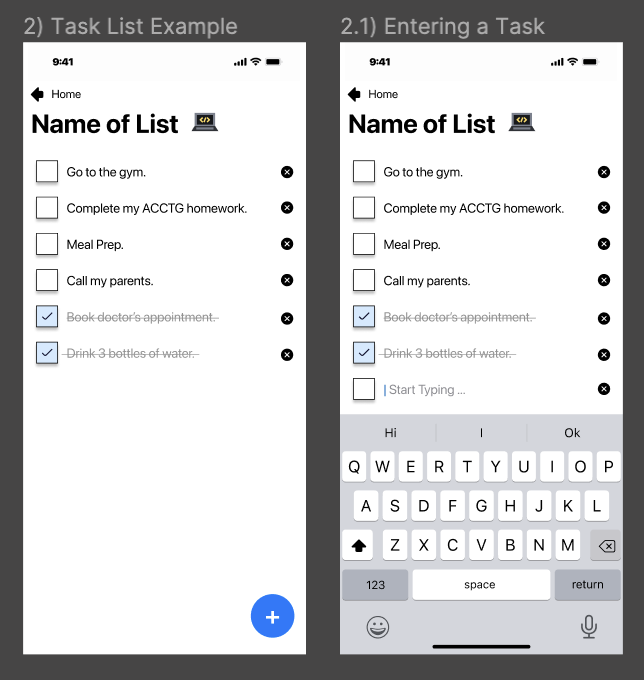 2) Task List Example
9:41
Home
Name of List
</>
Go to the gym.
Complete my ACCTG homework.
Meal Prep.
Call my parents.
Book doctor's appointment.
Drink 3 bottles of water.
+
2.1) Entering a Task
9:41
Home
Name of List
</>
Go to the gym.
Complete my ACCTG homework.
Meal Prep.
Call my parents.
Book doctor's appointment.
Drink 3 bottles of water.
Start Typing ...
Hi I Ok
Q W E R T Y U I O P
A S D F G H J K L
Z X C V B N M
123 space return